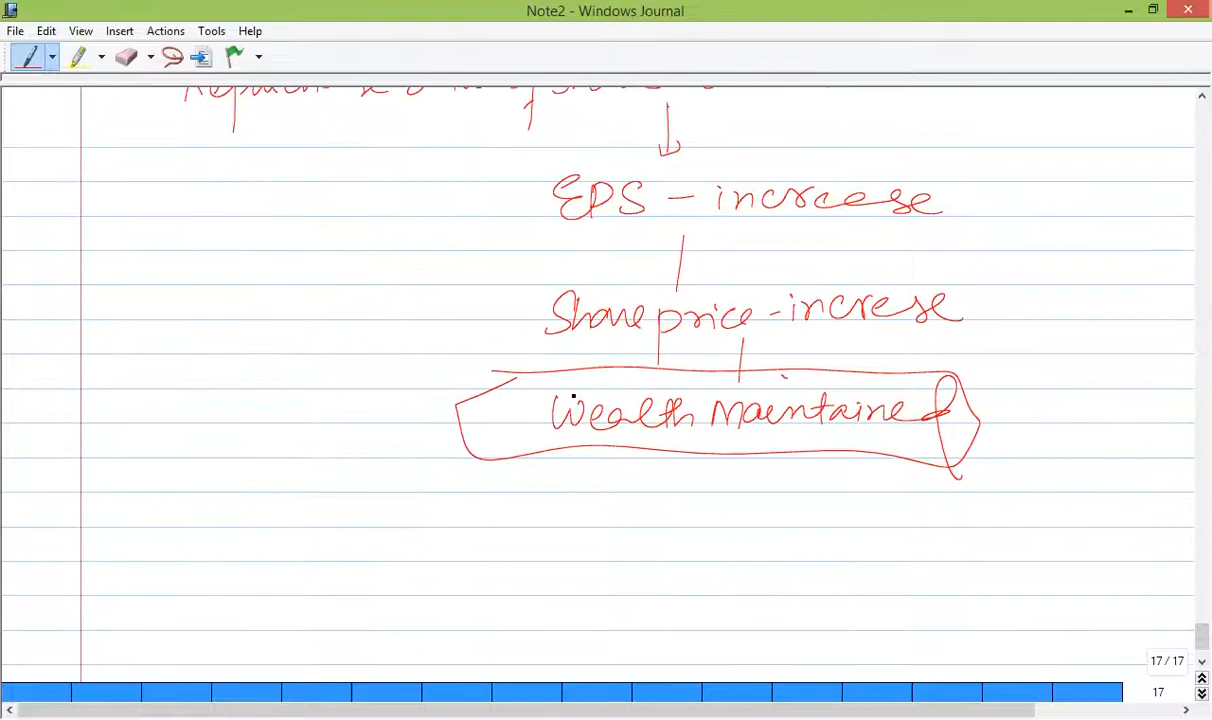 Note2 - Windows Journal
File Edit View Insert Actions Tools Help
EPS - increase
Share price - increse
Wealth Maintained
17 / 17
17